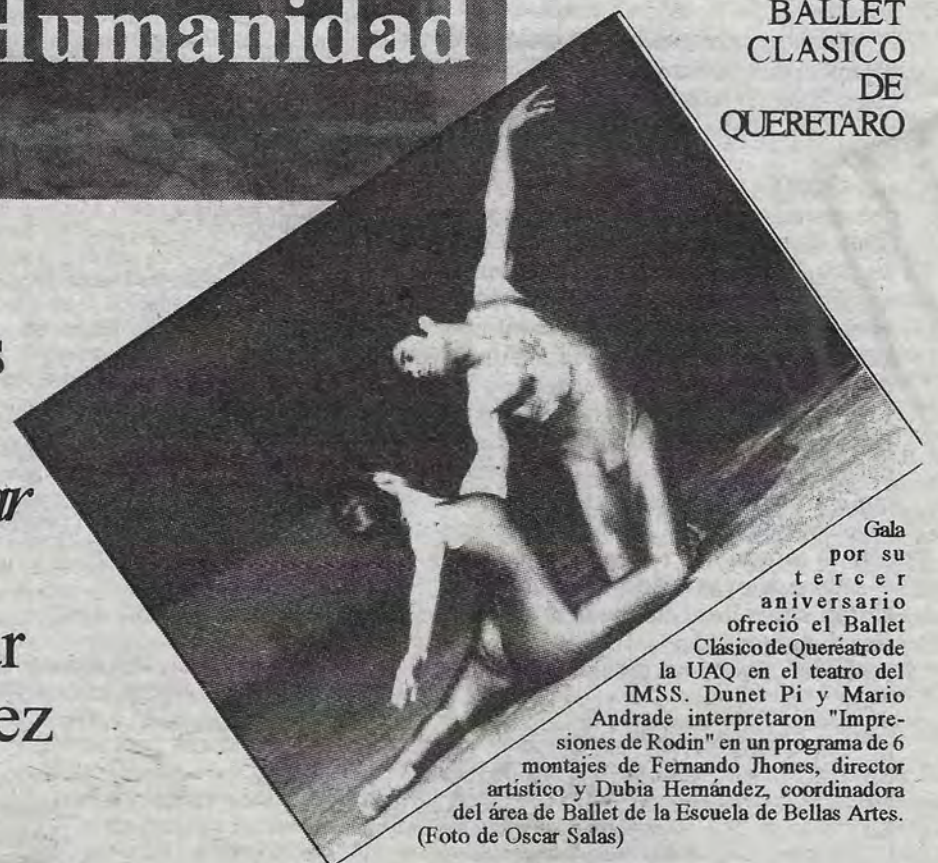 Humanidad
BALLET
CLASICO
DE
QUERETARO
s
ar
r
ez
Gala
por su
tercer
aniversario
ofreció el Ballet
Clásico de Queréatro de
la UAQ en el teatro del
IMSS. Dunet Pi y Mario
Andrade interpretaron "Impre-
siones de Rodin" en un programa de 6
montajes de Fernando Jhones, director
artístico y Dubia Hernández, coordinadora
del área de Ballet de la Escuela de Bellas Artes.
(Foto de Oscar Salas)